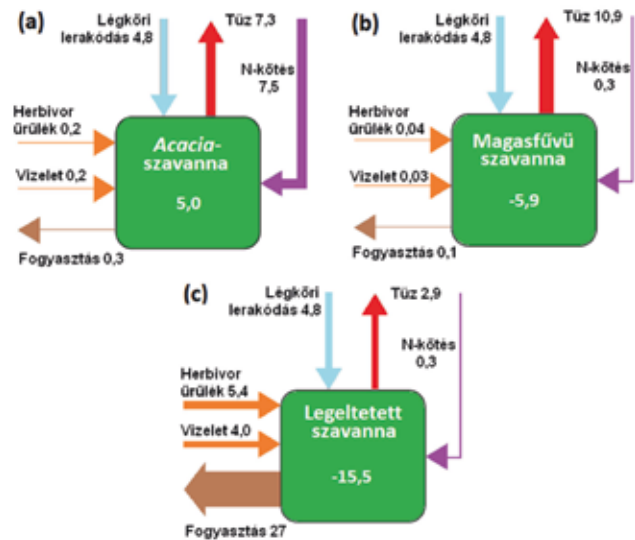 (a)
Légköri
lerakódás 4,8
Tűz 7,3
N-kötés
7,5
Herbivor
ürülék 0,2
Vizelet 0,2
Fogyasztás 0,3
Acacia-
szavanna
5,0
(b)
Légköri
lerakódás 4,8
Tűz 10,9
N-kötés
0,3
Herbivor
ürülék 0,04
Vizelet 0,03
Fogyasztás 0,1
Magasfűvű
szavanna
-5,9
(c)
Légköri
lerakódás 4,8
Tűz 2,9
N-kötés
0,3
Herbivor
ürülék 5,4
Vizelet 4,0
Fogyasztás 27
Legeltetett
szavanna
-15,5